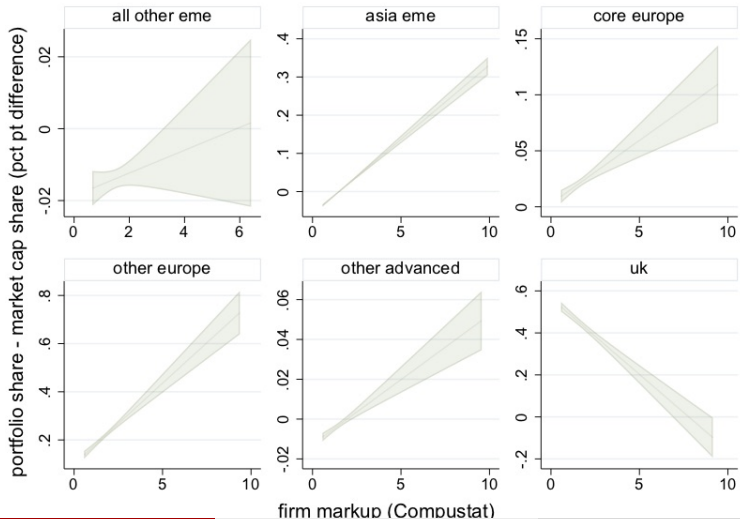 all other eme
asia eme
core europe
.02
0
-.02
0 2 4 6
.4
.3
.2
.1
0
0 5 10
.15
.1
.05
0
0 5 10
other europe
other advanced
uk
.8
.6
.4
.2
0 5 10
.06
.04
.02
0
-.02
0 5 10
.6
.4
.2
0
-.2
0 5 10
portfolio share - market cap share (pct pt difference)
firm markup (Compustat)